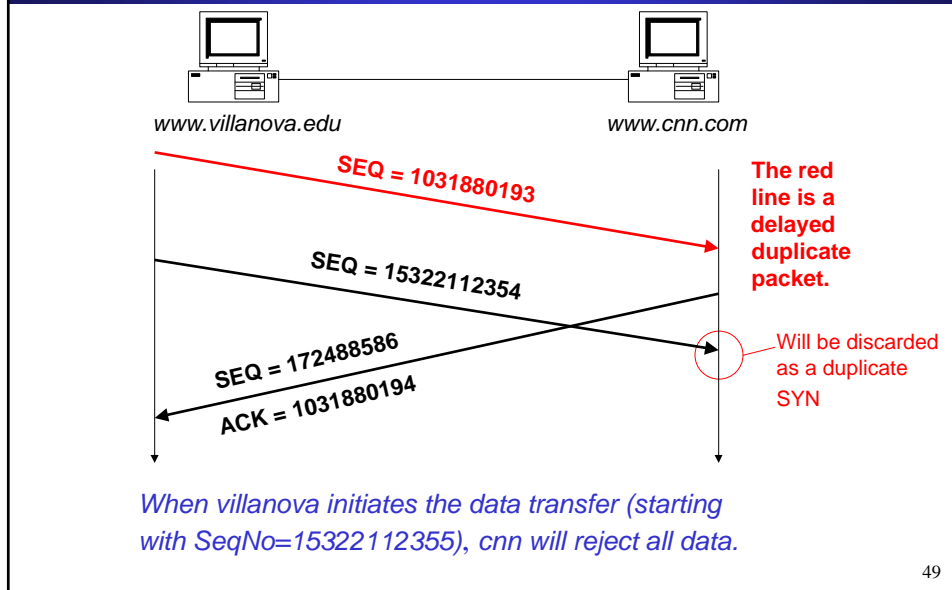 www.villanova.edu
www.cnn.com
SEQ = 1031880193
The red
line is a
delayed
duplicate
packet.
SEQ = 15322112354
SEQ = 172488586
ACK = 1031880194
Will be discarded
as a duplicate
SYN
When villanova initiates the data transfer (starting
with SeqNo=15322112355), cnn will reject all data.
49